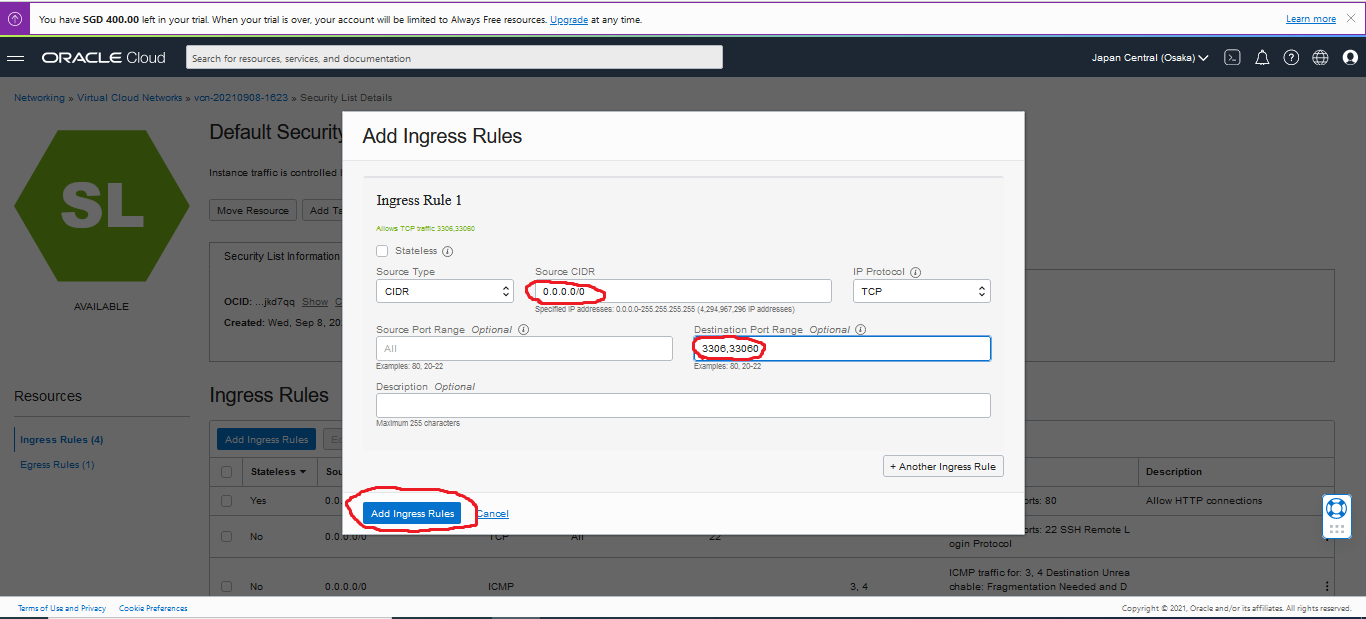 You have SGD 400.00 left in your trial. When your trial is over, your account will be limited to Always Free resources. Upgrade at any time.
Learn more
ORACLE Cloud
Search for resources, services, and documentation
Japan Central (Osaka)
Networking » Virtual Cloud Networks » vcn-20210908-1623 » Security List Details
SL
AVAILABLE
Default Security
Instance traffic is controlled
Move Resource
Add Ta
Security List Information
OCID: ...jkd7qq Show
Created: Wed, Sep 8, 20
Add Ingress Rules
Ingress Rule 1
Allows TCP traffic 3306,33060
Stateless
Source Type
Source CIDR
IP Protocol
CIDR
0.0.0.0/0
TCP
Specified IP addresses: 0.0.0.0-255.255.255.255 (4,294,967,296 IP addresses)
Source Port Range Optional
Destination Port Range Optional
All
3306,33060
Examples: 80, 20-22
Examples: 80, 20-22
Description Optional
Maximum 255 characters
+ Another Ingress Rule
Add Ingress Rules
Cancel
Resources
Ingress Rules (4)
Egress Rules (1)
Ingress Rules
Add Ingress Rules
Stateless
Sou
Description
Yes
0.0.
orts: 80
Allow HTTP connections
No
0.0.0.0/0
TCP
All
22
orts: 22 SSH Remote L
ogin Protocol
No
0.0.0.0/0
ICMP
3, 4
ICMP traffic for: 3, 4 Destination Unrea
chable: Fragmentation Needed and D
Terms of Use and Privacy
Cookie Preferences
Copyright © 2021, Oracle and/or its affiliates. All rights reserved.